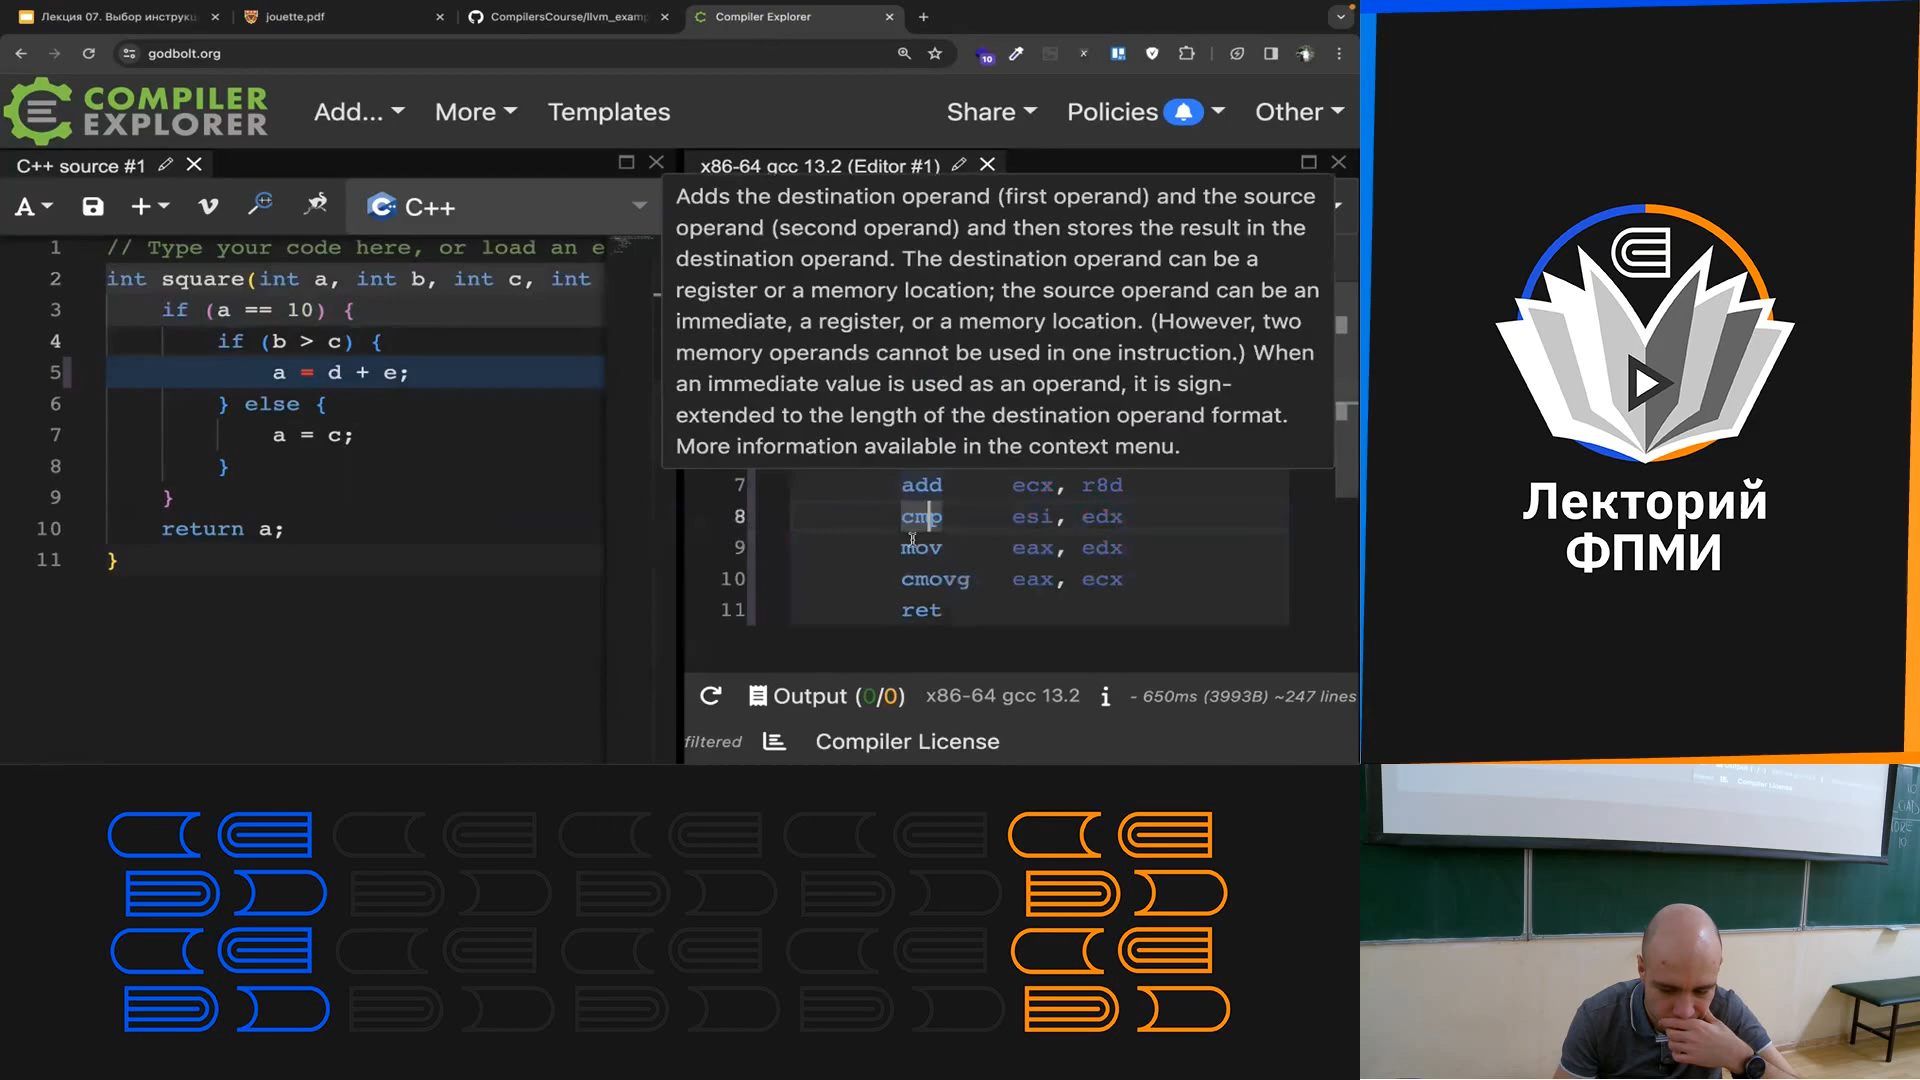 Лекция 07. Выбор инструкц
jouette.pdf
CompilersCourse/llvm_examp
Compiler Explorer
godbolt.org
10
COMPILER
EXPLORER
Add...
More
Templates
Share
Policies
Other
C++ source #1
x86-64 gcc 13.2 (Editor #1)
A
C++
1 // Type your code here, or load an e
2 int square(int a, int b, int c, int
3 if (a == 10) {
4 if (b > c) {
5 a = d + e;
6 } else {
7 a = c;
8 }
9 }
10 return a;
11 }
Adds the destination operand (first operand) and the source
operand (second operand) and then stores the result in the
destination operand. The destination operand can be a
register or a memory location; the source operand can be an
immediate, a register, or a memory location. (However, two
memory operands cannot be used in one instruction.) When
an immediate value is used as an operand, it is sign-
extended to the length of the destination operand format.
More information available in the context menu.
7 add ecx, r8d
8 cmp esi, edx
9 mov eax, edx
10 cmovg eax, ecx
11 ret
Output (0/0) x86-64 gcc 13.2 i - 650ms (3993B) ~247 lines
filtered Compiler License
Лекторий
ФПМИ
Compiler License